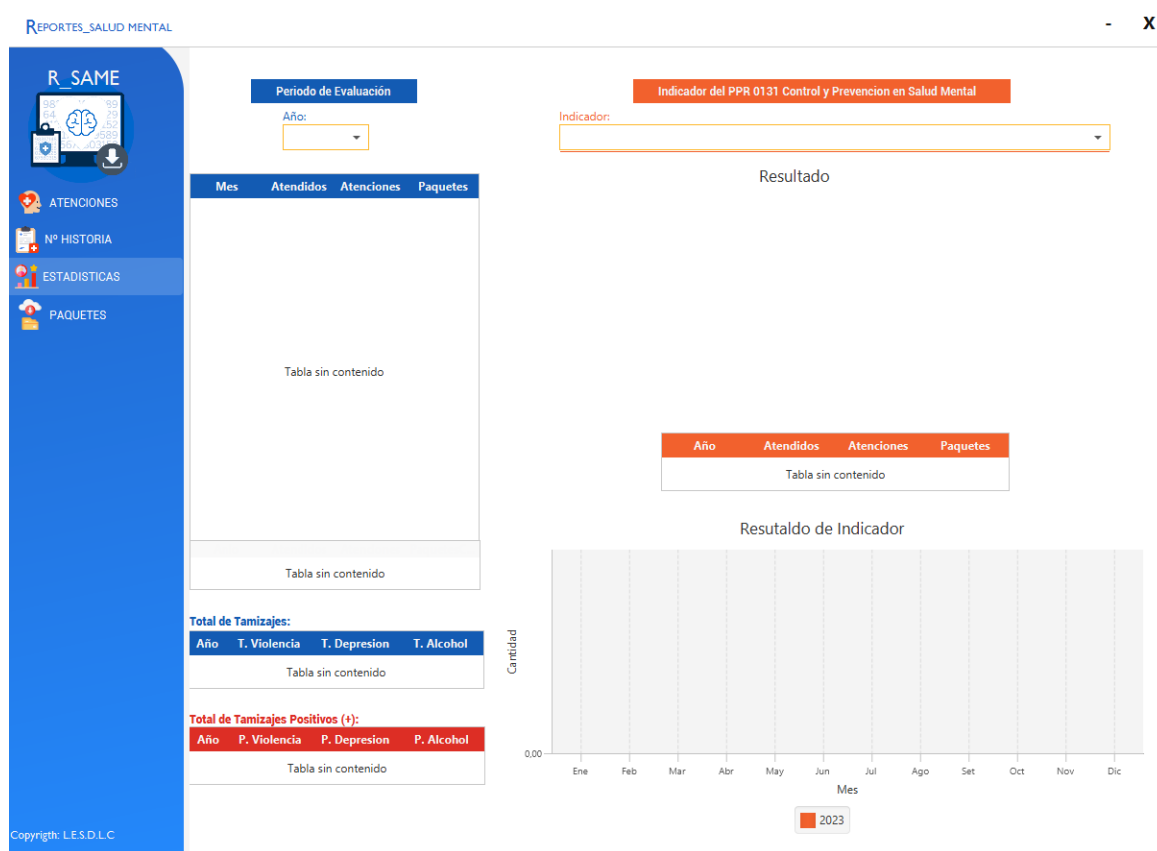 REPORTES_SALUD MENTAL
- X
R_SAME
ATENCIONES
Nº HISTORIA
ESTADISTICAS
PAQUETES
Copyrigth: L.E.S.D.L.C
Periodo de Evaluación
Año:
Mes Atendidos Atenciones Paquetes
Tabla sin contenido
Tabla sin contenido
Total de Tamizajes:
Año T. Violencia T. Depresion T. Alcohol
Tabla sin contenido
Total de Tamizajes Positivos (+):
Año P. Violencia P. Depresion P. Alcohol
Tabla sin contenido
Indicador del PPR 0131 Control y Prevencion en Salud Mental
Indicador:
Resultado
Año Atendidos Atenciones Paquetes
Tabla sin contenido
Resutaldo de Indicador
Cantidad
0,00
Ene Feb Mar Abr May Jun Jul Ago Set Oct Nov Dic
Mes
2023